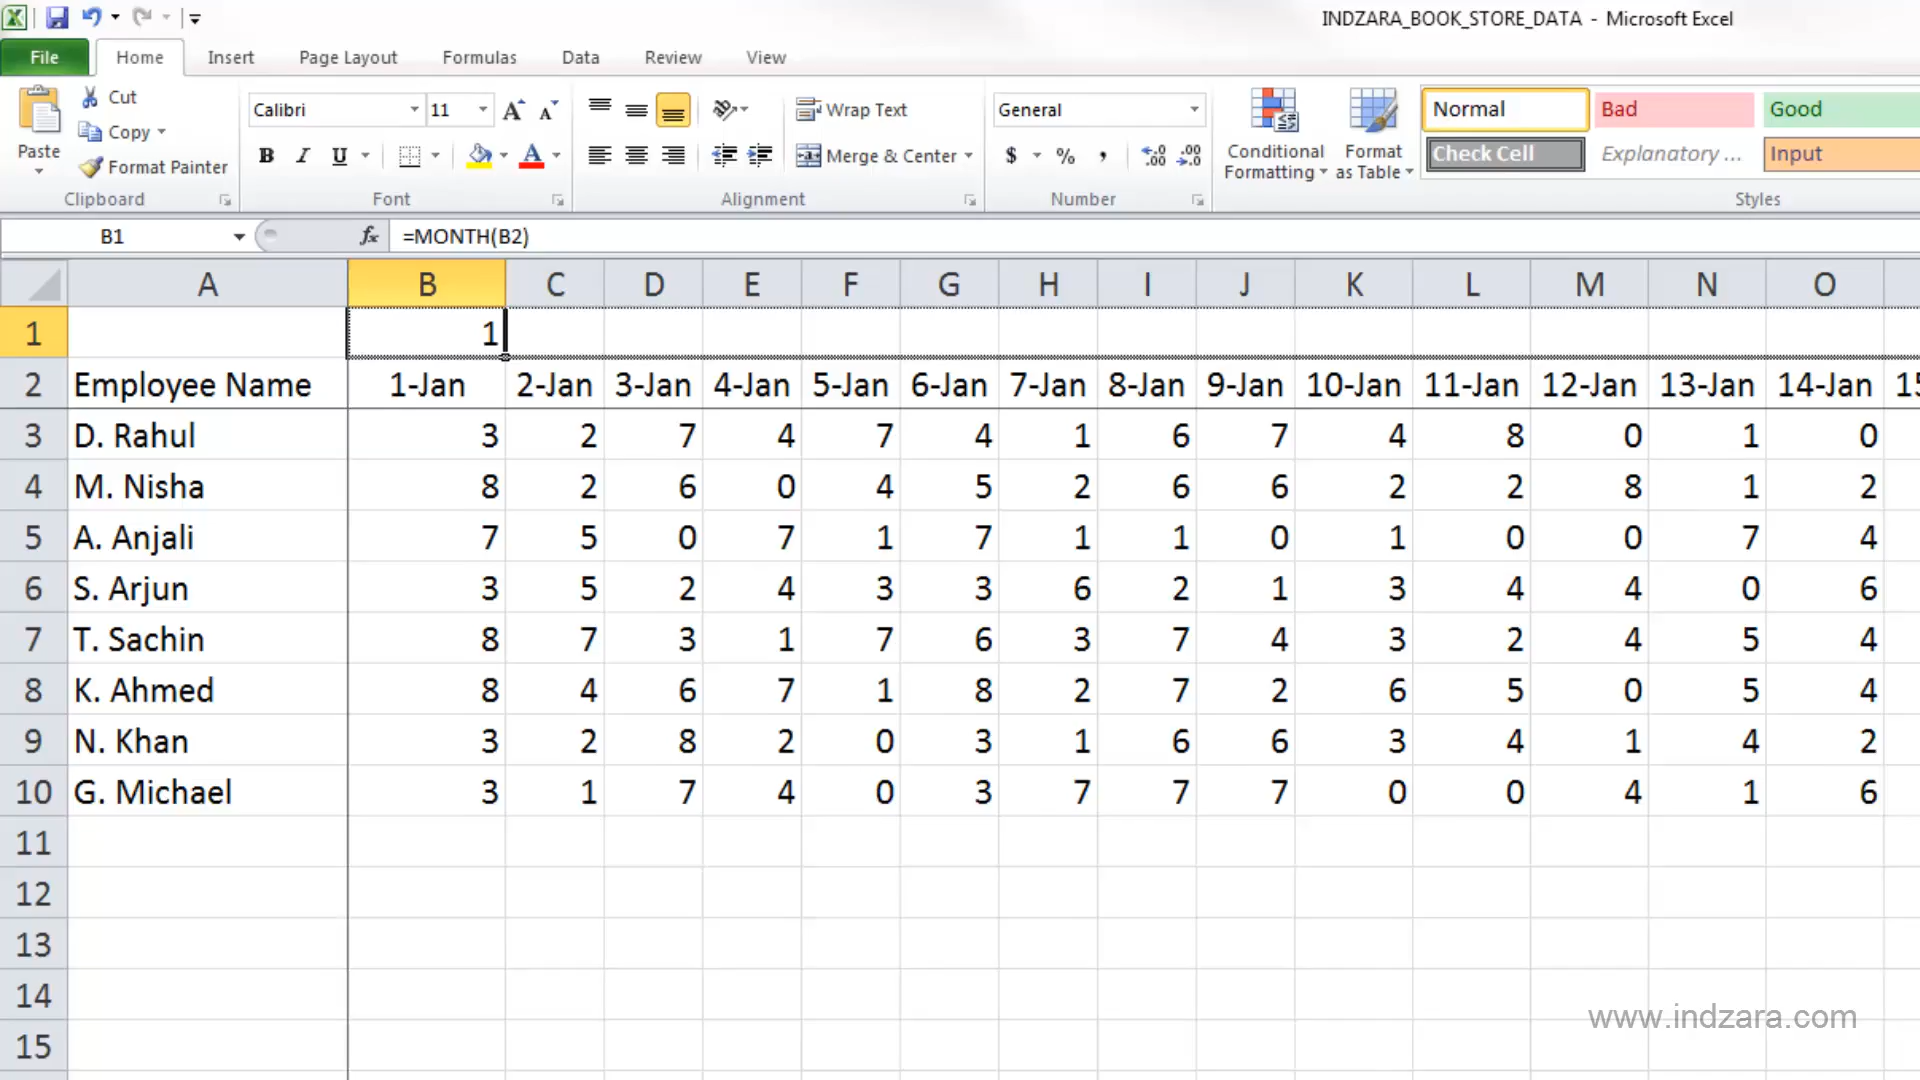 INDZARA_BOOK_STORE_DATA - Microsoft Excel
File Home Insert Page Layout Formulas Data Review View
Paste Cut Copy Format Painter Clipboard
Calibri 11 B I U A Font
Wrap Text Merge & Center Alignment
General $ % , .00 .00 Number
Conditional Formatting Format as Table
Normal Bad Good
Check Cell Explanatory ... Input
Styles
B1 fx =MONTH(B2)
A B C D E F G H I J K L M N O
1 1
2 Employee Name 1-Jan 2-Jan 3-Jan 4-Jan 5-Jan 6-Jan 7-Jan 8-Jan 9-Jan 10-Jan 11-Jan 12-Jan 13-Jan 14-Jan
3 D. Rahul 3 2 7 4 7 4 1 6 7 4 8 0 1 0
4 M. Nisha 8 2 6 0 4 5 2 6 6 2 2 8 1 2
5 A. Anjali 7 5 0 7 1 7 1 1 0 1 0 0 7 4
6 S. Arjun 3 5 2 4 3 3 6 2 1 3 4 4 0 6
7 T. Sachin 8 7 3 1 7 6 3 7 4 3 2 4 5 4
8 K. Ahmed 8 4 6 7 1 8 2 7 2 6 5 0 5 4
9 N. Khan 3 2 8 2 0 3 1 6 6 3 4 1 4 2
10 G. Michael 3 1 7 4 0 3 7 7 7 0 0 4 1 6
11
12
13
14
www.indzara.com
15